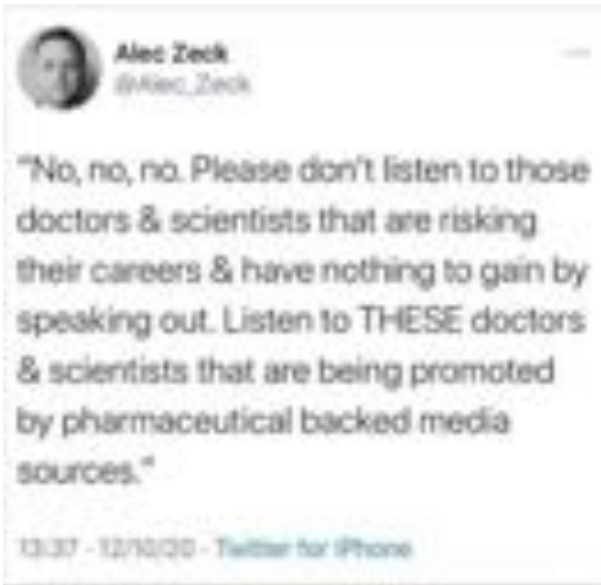 Alec Zeck
@Alec_Zeck
"No, no, no. Please don't listen to those
doctors & scientists that are risking
their careers & have nothing to gain by
speaking out. Listen to THESE doctors
& scientists that are being promoted
by pharmaceutical backed media
sources."
13:37 - 12/10/20 - Twitter for iPhone